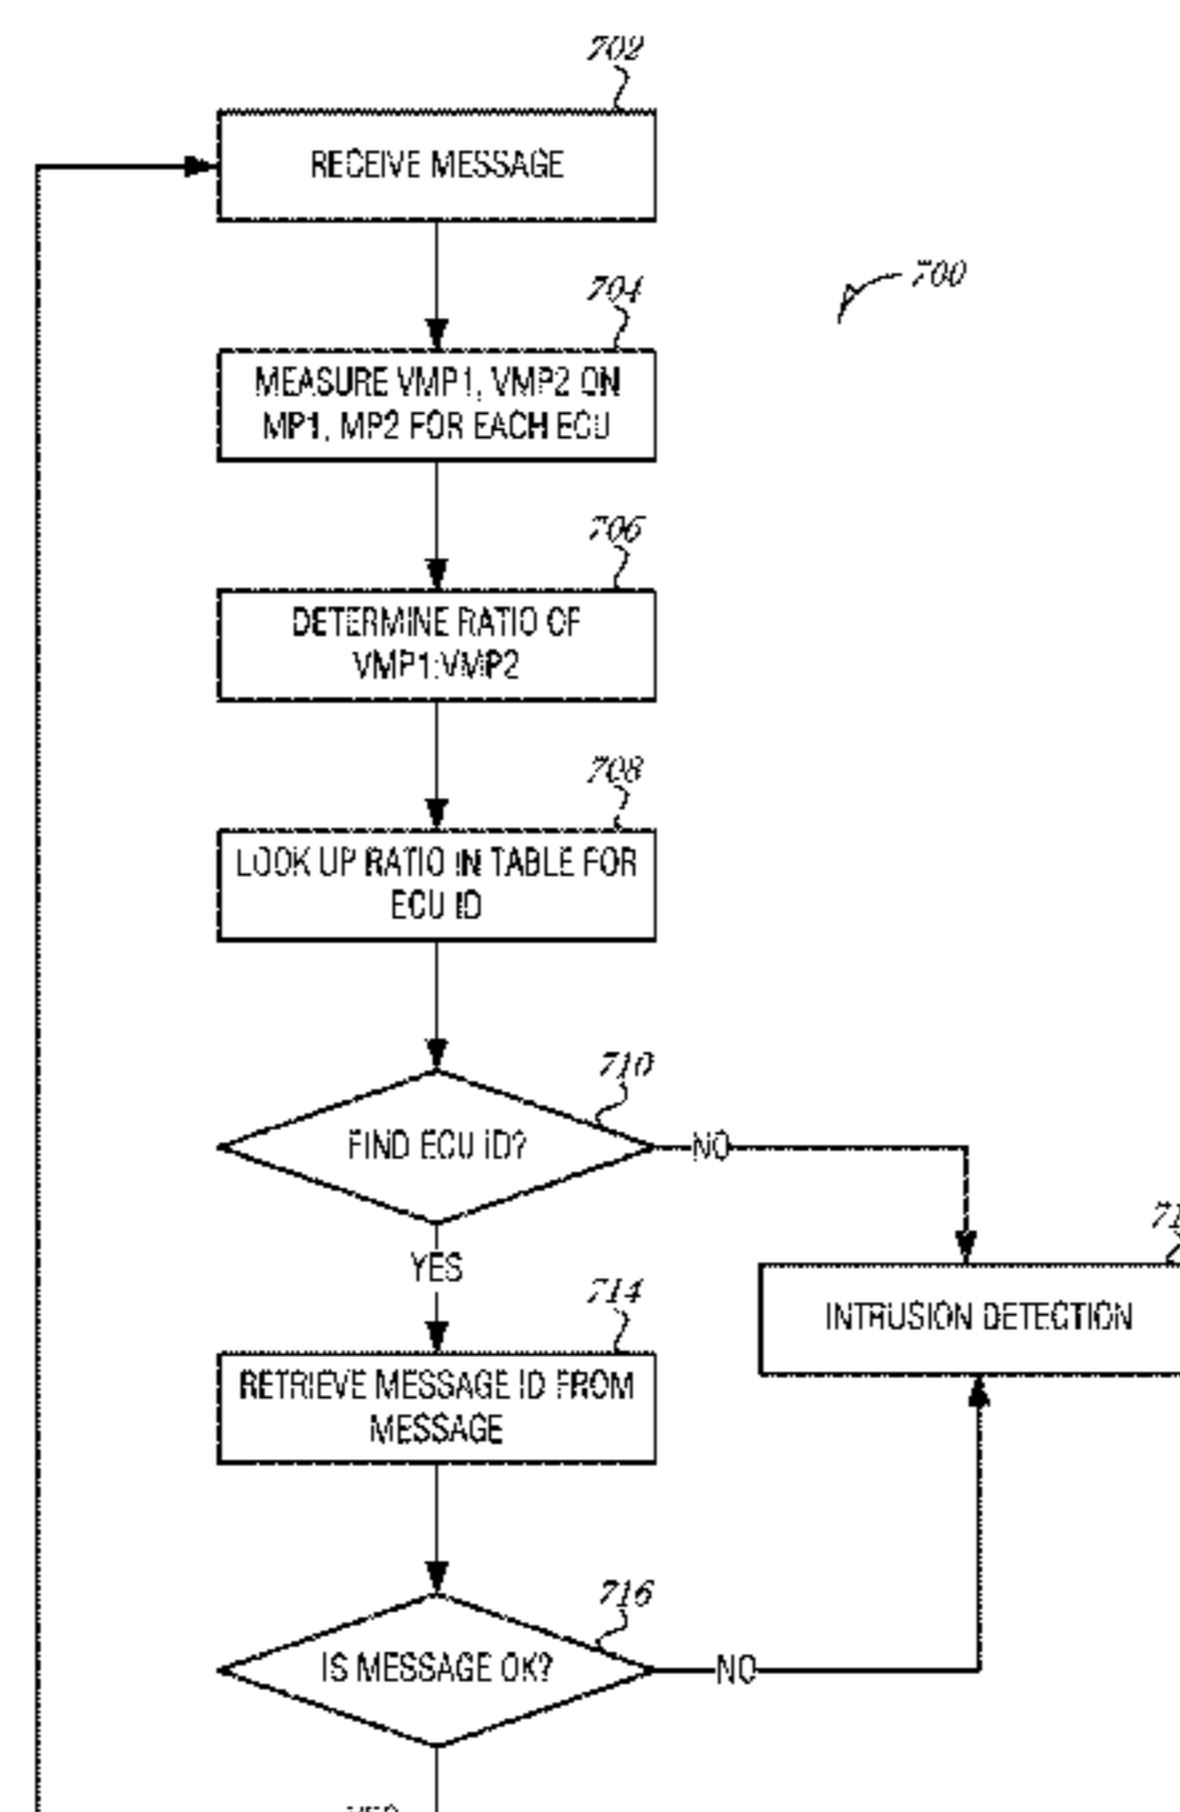 702
RECEIVE MESSAGE
700
704
MEASURE VMP1, VMP2 ON
MP1, MP2 FOR EACH ECU
706
DETERMINE RATIO OF
VMP1:VMP2
708
LOOK UP RATIO IN TABLE FOR
ECU ID
710
FIND ECU ID?
NO
YES
INTRUSION DETECTION
714
RETRIEVE MESSAGE ID FROM
MESSAGE
716
IS MESSAGE OK?
NO